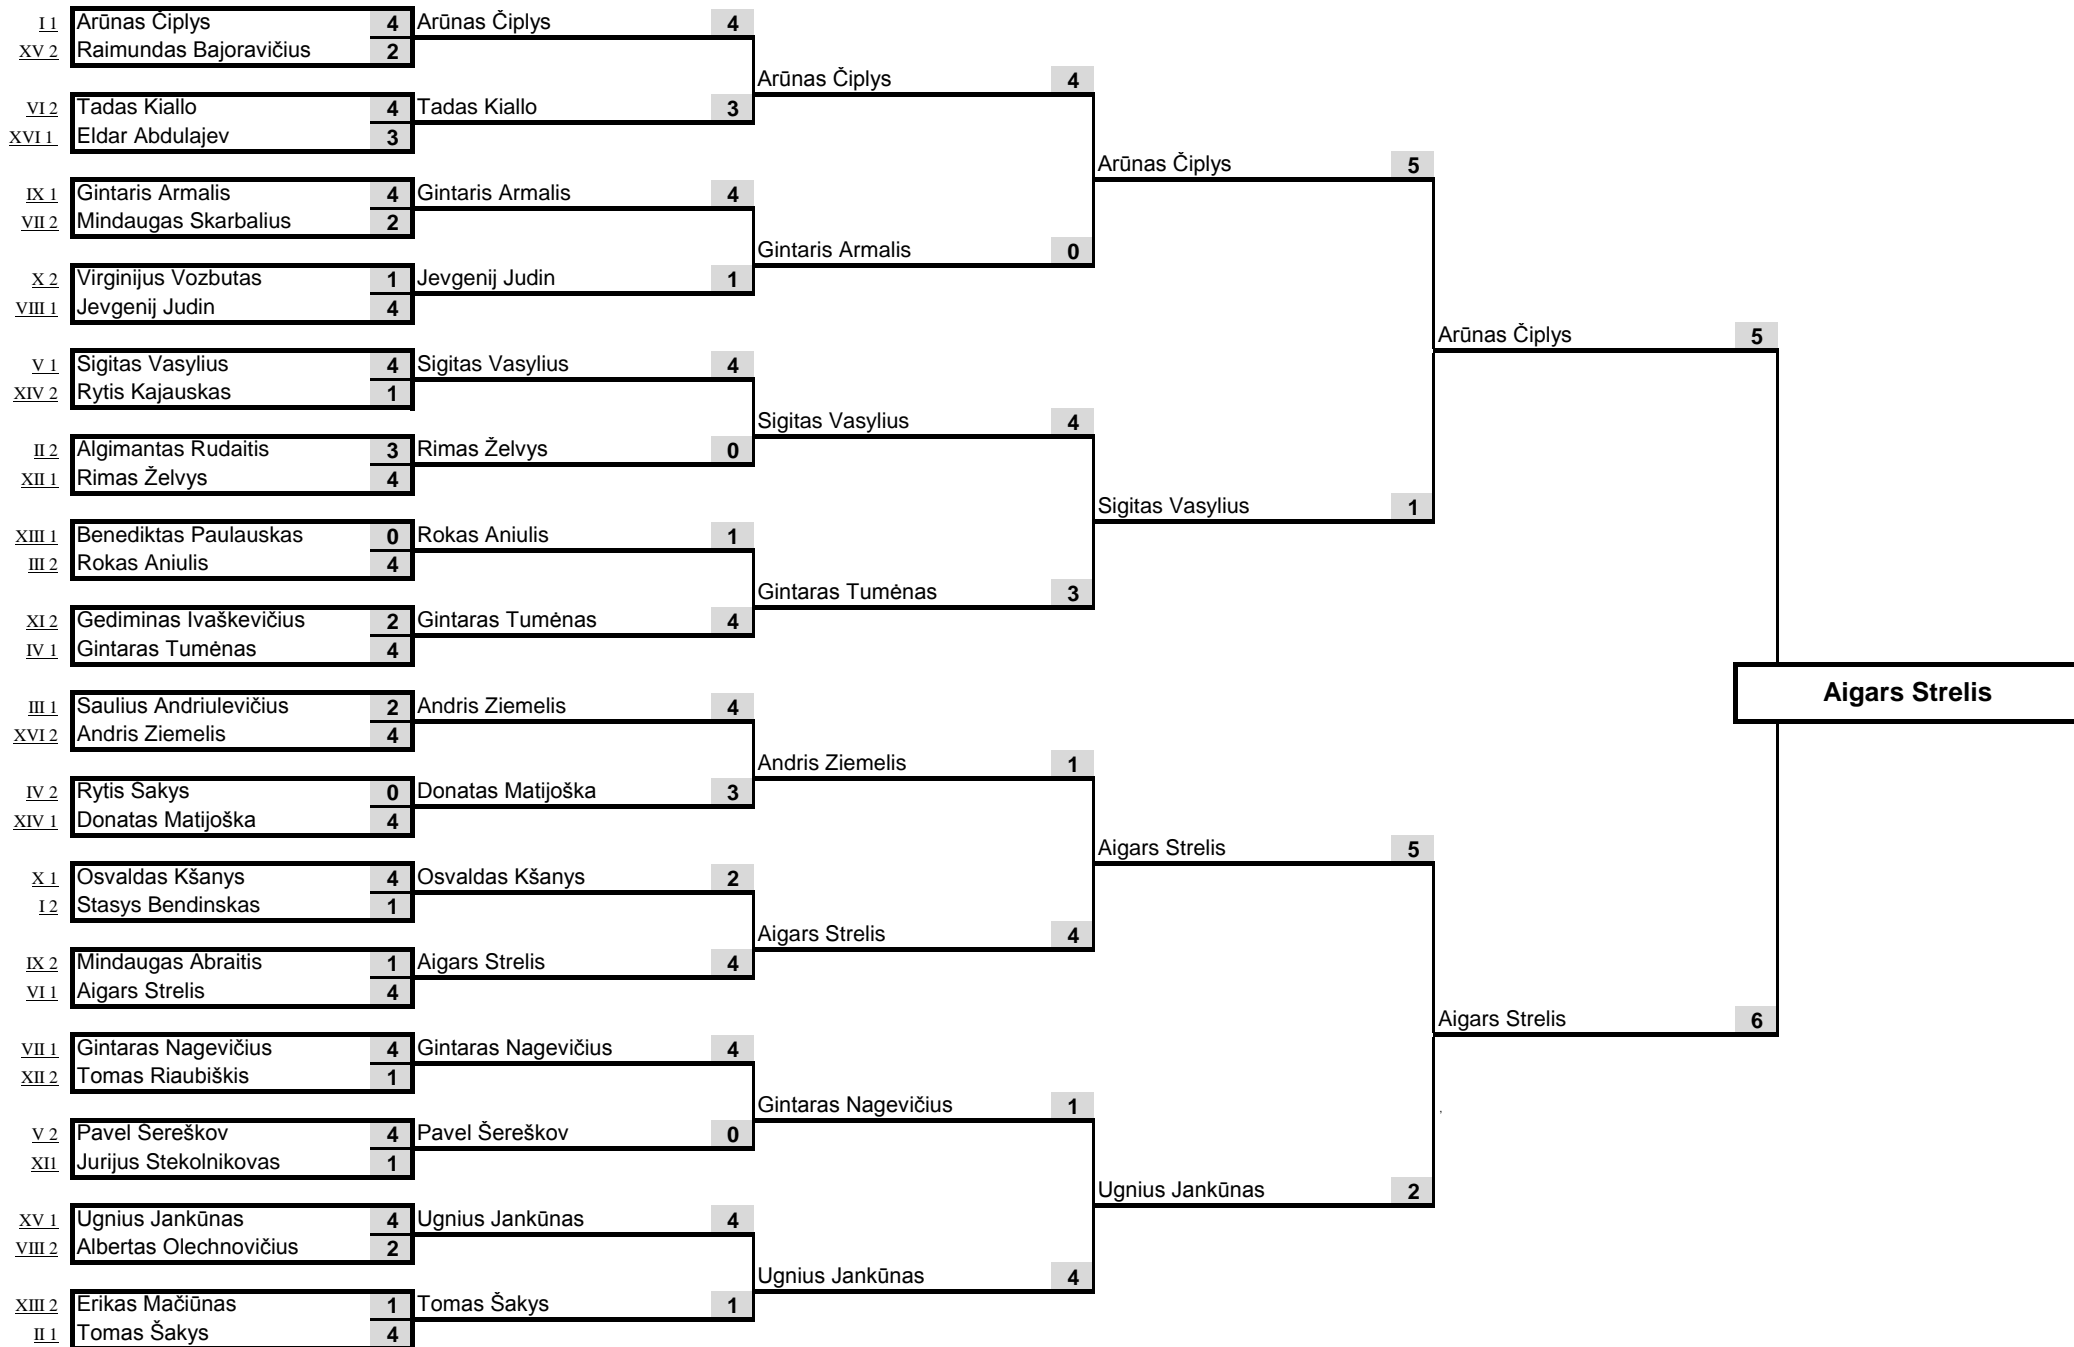 I 1 Arūnas Čiplys 4 Arūnas Čiplys 4
XV 2 Raimundas Bajoravičius 2
Arūnas Čiplys 4
VI 2 Tadas Kiallo 4 Tadas Kiallo 3
XVI 1 Eldar Abdulajev 3
Arūnas Čiplys 5
IX 1 Gintaris Armalis 4 Gintaris Armalis 4
VII 2 Mindaugas Skarbalius 2
Gintaris Armalis 0
X 2 Virginijus Vozbutas 1 Jevgenij Judin 1
VIII 1 Jevgenij Judin 4
Arūnas Čiplys 5
V 1 Sigitas Vasylius 4 Sigitas Vasylius 4
XIV 2 Rytis Kajauskas 1
Sigitas Vasylius 4
II 2 Algimantas Rudaitis 3 Rimas Želvys 0
XII 1 Rimas Želvys 4
Sigitas Vasylius 1
XIII 1 Benediktas Paulauskas 0 Rokas Aniulis 1
III 2 Rokas Aniulis 4
Gintaras Tumėnas 3
XI 2 Gediminas Ivaškevičius 2 Gintaras Tumėnas 4
IV 1 Gintaras Tumėnas 4
Aigars Strelis
III 1 Saulius Andriulevičius 2 Andris Ziemelis 4
XVI 2 Andris Ziemelis 4
Andris Ziemelis 1
IV 2 Rytis Šakys 0 Donatas Matijoška 3
XIV 1 Donatas Matijoška 4
Aigars Strelis 5
X 1 Osvaldas Kšanys 4 Osvaldas Kšanys 2
I 2 Stasys Bendinskas 1
Aigars Strelis 4
IX 2 Mindaugas Abraitis 1 Aigars Strelis 4
VI 1 Aigars Strelis 4
Aigars Strelis 6
VII 1 Gintaras Nagevičius 4 Gintaras Nagevičius 4
XII 2 Tomas Riaubiškis 1
Gintaras Nagevičius 1
V 2 Pavel Šereškov 4 Pavel Šereškov 0
XI1 Jurijus Stekolnikovas 1
Ugnius Jankūnas 2
XV 1 Ugnius Jankūnas 4 Ugnius Jankūnas 4
VIII 2 Albertas Olechnovičius 2
Ugnius Jankūnas 4
XIII 2 Erikas Mačiūnas 1 Tomas Šakys 1
II 1 Tomas Šakys 4